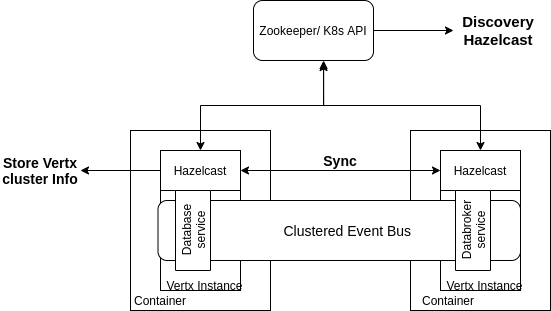 Zookeeper/ K8s API
Discovery
Hazelcast
Store Vertx
cluster Info
Hazelcast
Sync
Hazelcast
Database
service
Clustered Event Bus
Databroker
service
Vertx Instance
Container
Vertx Instance
Container